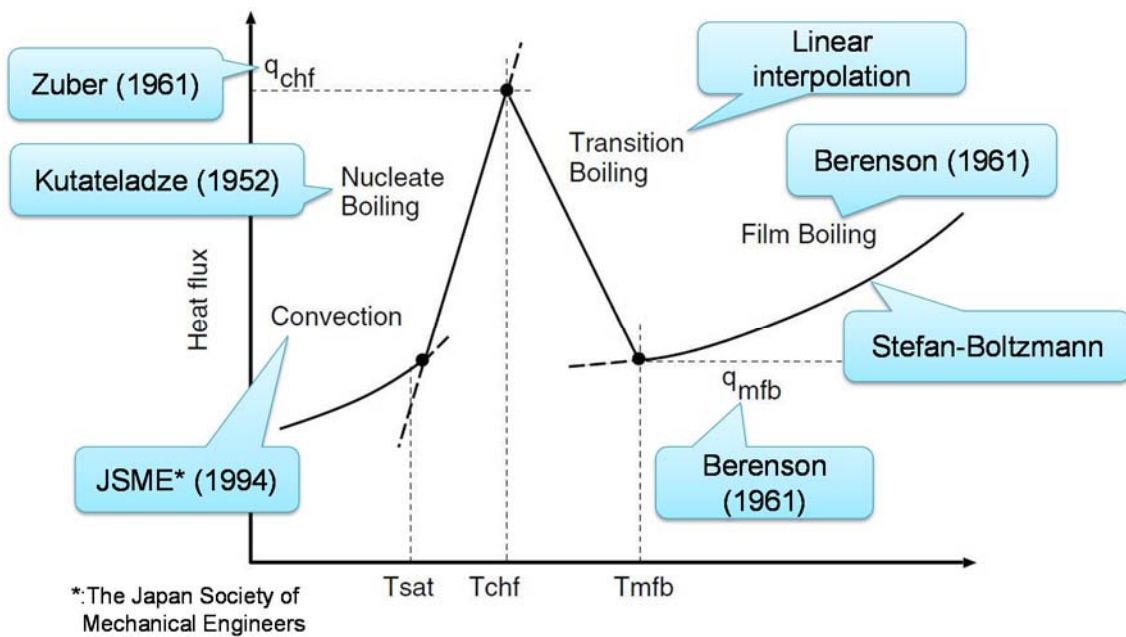 Zuber (1961)
q_chf
Linear
interpolation
Kutateladze (1952)
Nucleate
Boiling
Transition
Boiling
Berenson (1961)
Film Boiling
Heat flux
Convection
Stefan-Boltzmann
q_mfb
JSME* (1994)
Berenson
(1961)
Tsat
Tchf
Tmfb
*:The Japan Society of
Mechanical Engineers